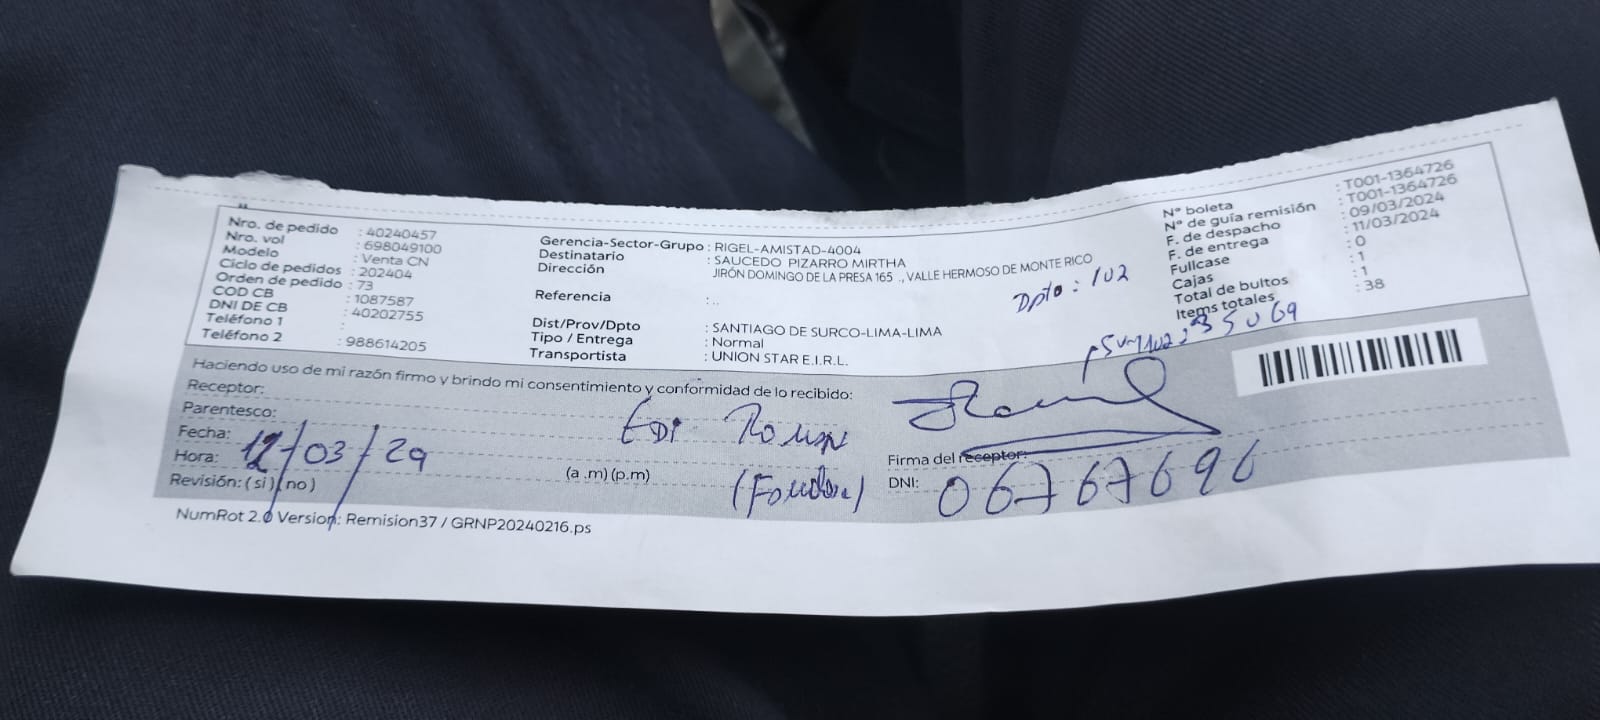 Nro. de pedido : 40240457
Nro. vol : 698049100
Modelo : Venta CN
Ciclo de pedidos : 202404
Orden de pedido : 73
COD CB : 1087587
DNI DE CB : 40202755
Teléfono 1 :
Teléfono 2 : 988614205
Gerencia-Sector-Grupo : RIGEL-AMISTAD-4004
Destinatario : SAUCEDO PIZARRO MIRTHA
Dirección JIRÓN DOMINGO DE LA PRESA 165 ., VALLE HERMOSO DE MONTE RICO
Dpto : 102
Referencia : ..
Dist/Prov/Dpto : SANTIAGO DE SURCO-LIMA-LIMA
Tipo / Entrega : Normal
Transportista : UNION STAR E.I.R.L.
Nº boleta : T001-1364726
Nº de guía remisión : T001-1364726
F. de despacho : 09/03/2024
F. de entrega : 11/03/2024
Fullcase : 0
Cajas : 1
Total de bultos : 1
Items totales : 38
Haciendo uso de mi razón firmo y brindo mi consentimiento y conformidad de lo recibido:
Receptor: EDI ROMAN
Parentesco:
Fecha: 12/03/24
Hora: (a .m) (p.m)
Revisión: ( si ) ( no )
Firma del receptor:
DNI: 06767696
NumRot 2.0 Version: Remision37 / GRNP20240216.ps